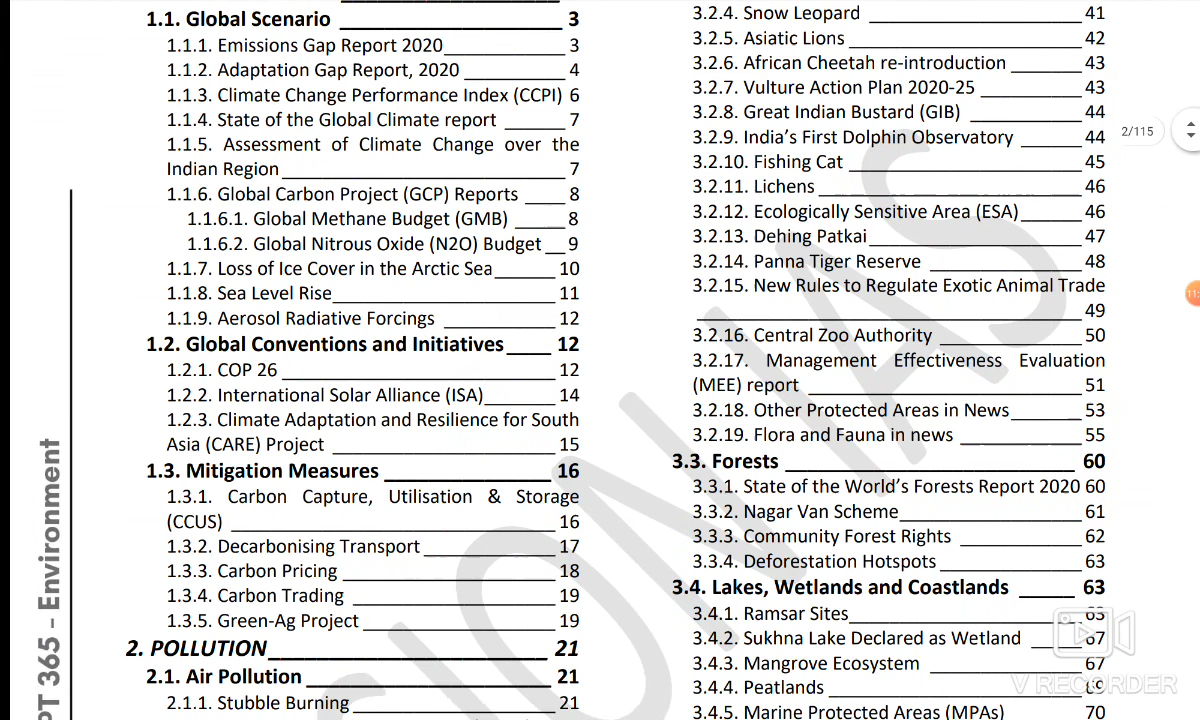 1.1. Global Scenario 3
1.1.1. Emissions Gap Report 2020 3
1.1.2. Adaptation Gap Report, 2020 4
1.1.3. Climate Change Performance Index (CCPI) 6
1.1.4. State of the Global Climate report 7
1.1.5. Assessment of Climate Change over the
Indian Region 7
1.1.6. Global Carbon Project (GCP) Reports 8
1.1.6.1. Global Methane Budget (GMB) 8
1.1.6.2. Global Nitrous Oxide (N2O) Budget 9
1.1.7. Loss of Ice Cover in the Arctic Sea 10
1.1.8. Sea Level Rise 11
1.1.9. Aerosol Radiative Forcings 12
1.2. Global Conventions and Initiatives 12
1.2.1. COP 26 12
1.2.2. International Solar Alliance (ISA) 14
1.2.3. Climate Adaptation and Resilience for South
Asia (CARE) Project 15
1.3. Mitigation Measures 16
1.3.1. Carbon Capture, Utilisation & Storage
(CCUS) 16
1.3.2. Decarbonising Transport 17
1.3.3. Carbon Pricing 18
1.3.4. Carbon Trading 19
1.3.5. Green-Ag Project 19
2. POLLUTION 21
2.1. Air Pollution 21
2.1.1. Stubble Burning 21
3.2.4. Snow Leopard 41
3.2.5. Asiatic Lions 42
3.2.6. African Cheetah re-introduction 43
3.2.7. Vulture Action Plan 2020-25 43
3.2.8. Great Indian Bustard (GIB) 44
3.2.9. India's First Dolphin Observatory 44
3.2.10. Fishing Cat 45
3.2.11. Lichens 46
3.2.12. Ecologically Sensitive Area (ESA) 46
3.2.13. Dehing Patkai 47
3.2.14. Panna Tiger Reserve 48
3.2.15. New Rules to Regulate Exotic Animal Trade
49
3.2.16. Central Zoo Authority 50
3.2.17. Management Effectiveness Evaluation
(MEE) report 51
3.2.18. Other Protected Areas in News 53
3.2.19. Flora and Fauna in news 55
3.3. Forests 60
3.3.1. State of the World's Forests Report 2020 60
3.3.2. Nagar Van Scheme 61
3.3.3. Community Forest Rights 62
3.3.4. Deforestation Hotspots 63
3.4. Lakes, Wetlands and Coastlands 63
3.4.1. Ramsar Sites 63
3.4.2. Sukhna Lake Declared as Wetland 67
3.4.3. Mangrove Ecosystem 67
3.4.4. Peatlands
3.4.5. Marine Protected Areas (MPAs) 70
PT 365 – Environment
2/115
V RECORDER